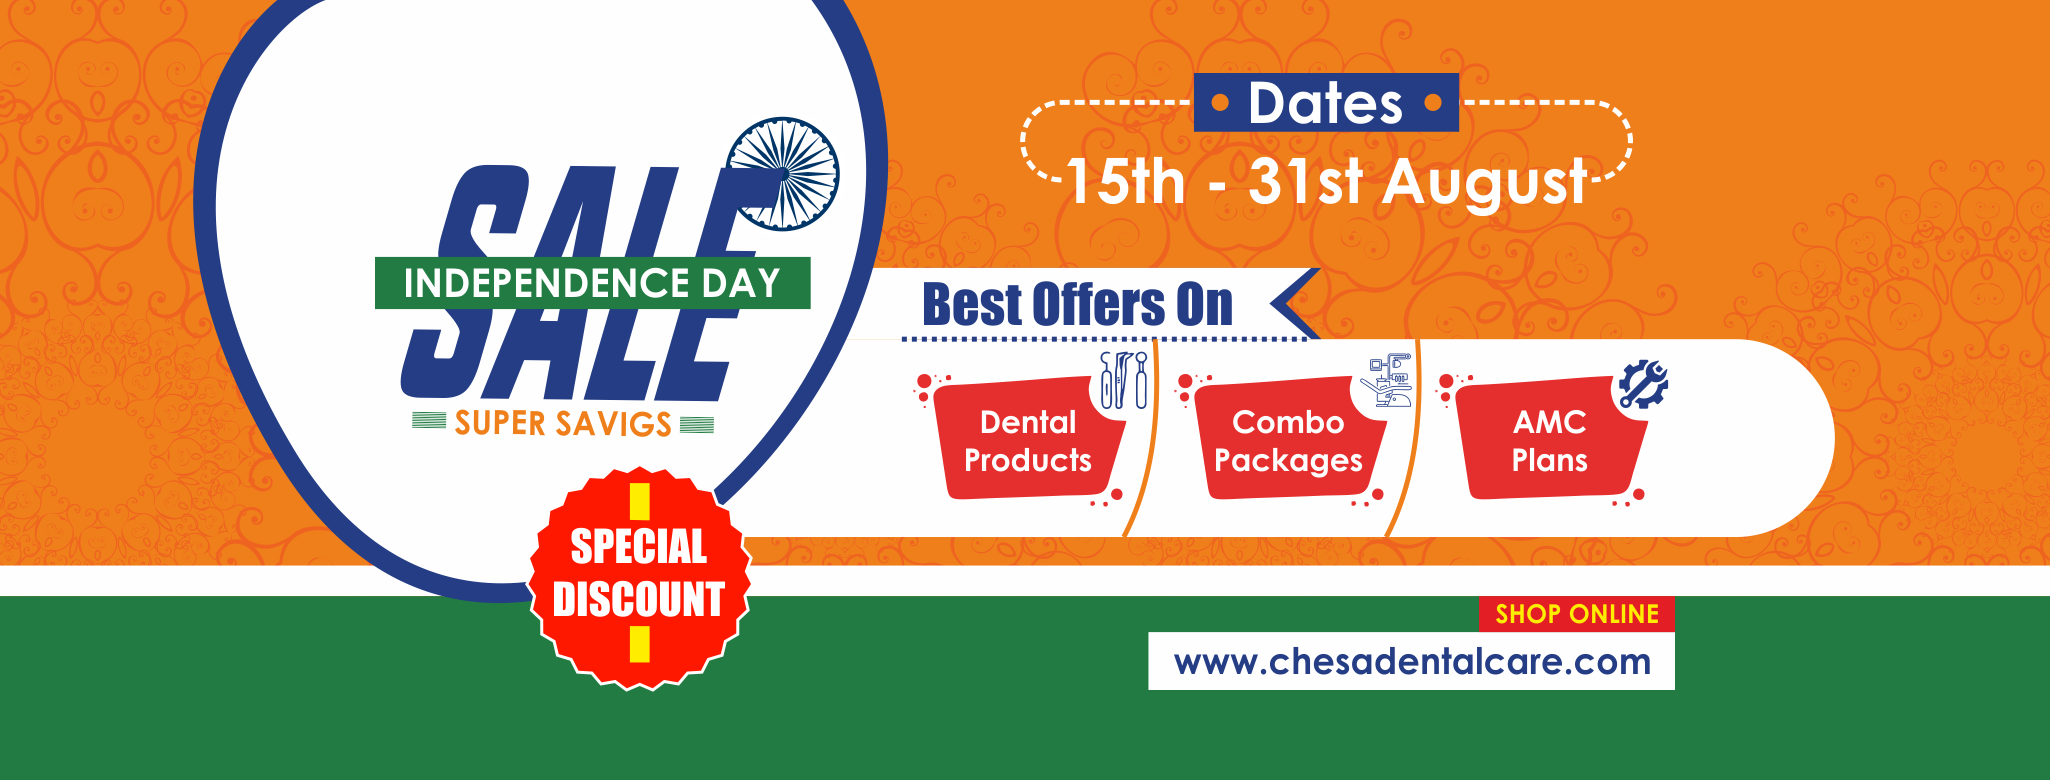 SALE
INDEPENDENCE DAY
SUPER SAVIGS
SPECIAL
DISCOUNT
Dates
15th - 31st August
Best Offers On
Dental
Products
Combo
Packages
AMC
Plans
SHOP ONLINE
www.chesadentalcare.com